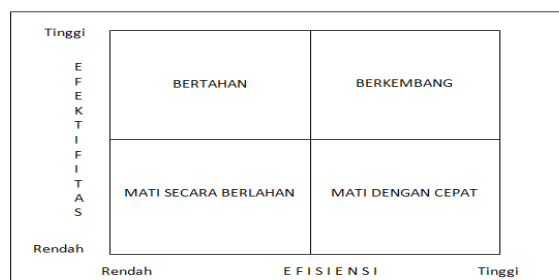 Tinggi
E
F
E
K
T
I
F
I
T
A
S
BERTAHAN
BERKEMBANG
MATI SECARA BERLAHAN
MATI DENGAN CEPAT
Rendah
Rendah
E F I S I E N S I
Tinggi